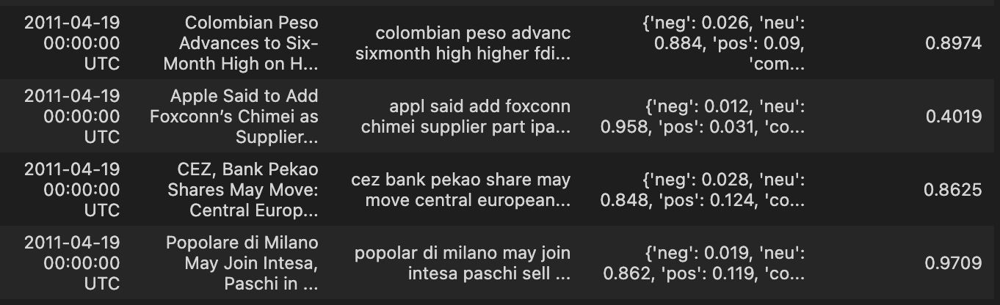 2011-04-19
00:00:00
UTC
Colombian Peso
Advances to Six-
Month High on H...
colombian peso advanc
sixmonth high higher fdi...
{'neg': 0.026, 'neu':
0.884, 'pos': 0.09,
'com...
0.8974
2011-04-19
00:00:00
UTC
Apple Said to Add
Foxconn’s Chimei as
Supplier...
appl said add foxconn
chimei supplier part ipa...
{'neg': 0.012, 'neu':
0.958, 'pos': 0.031, 'co...
0.4019
2011-04-19
00:00:00
UTC
CEZ, Bank Pekao
Shares May Move:
Central Europ...
cez bank pekao share may
move central european...
{'neg': 0.028, 'neu':
0.848, 'pos': 0.124, 'co...
0.8625
2011-04-19
00:00:00
UTC
Popolare di Milano
May Join Intesa,
Paschi in ...
popolar di milano may join
intesa paschi sell ...
{'neg': 0.019, 'neu':
0.862, 'pos': 0.119, 'co...
0.9709